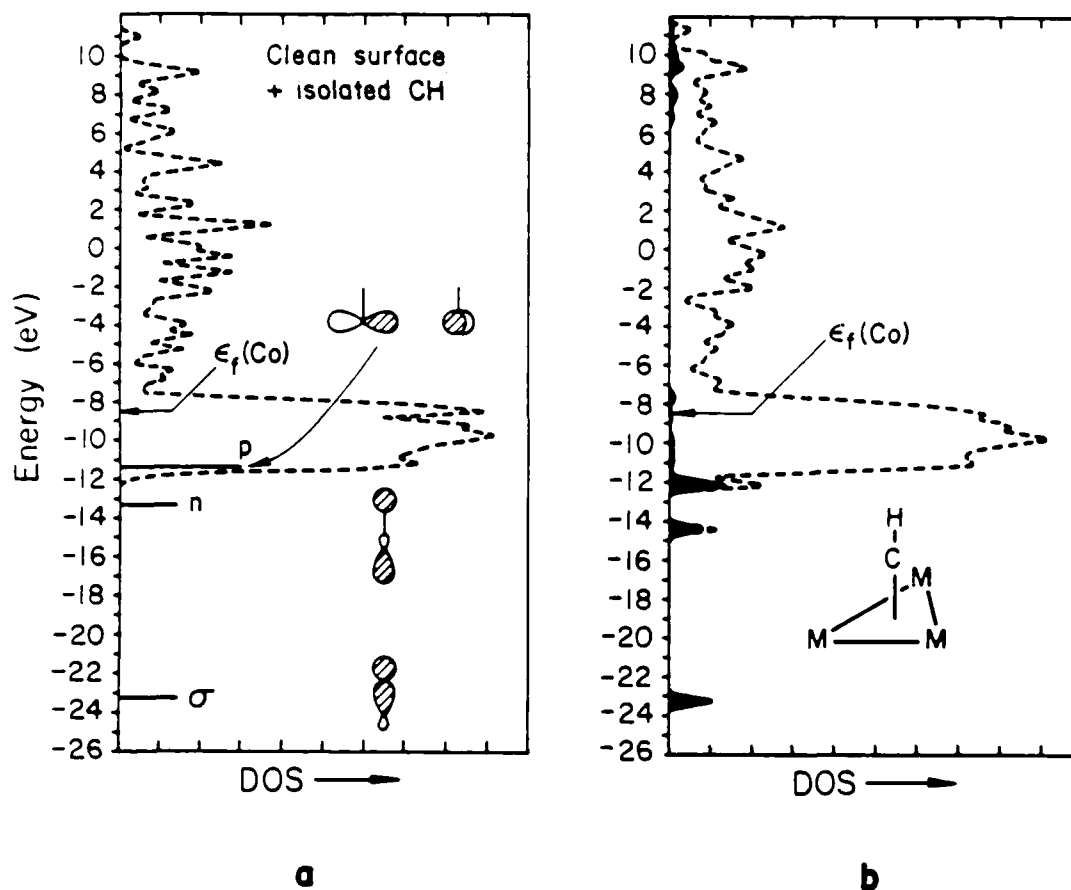 Clean surface
+ isolated CH
Energy (eV)
10
8
6
4
2
0
-2
-4
-6
-8
-10
-12
-14
-16
-18
-20
-22
-24
-26
ϵf(Co)
p
n
σ
DOS
a
10
8
6
4
2
0
-2
-4
-6
-8
-10
-12
-14
-16
-18
-20
-22
-24
-26
ϵf(Co)
H
C
M
M
M
DOS
b